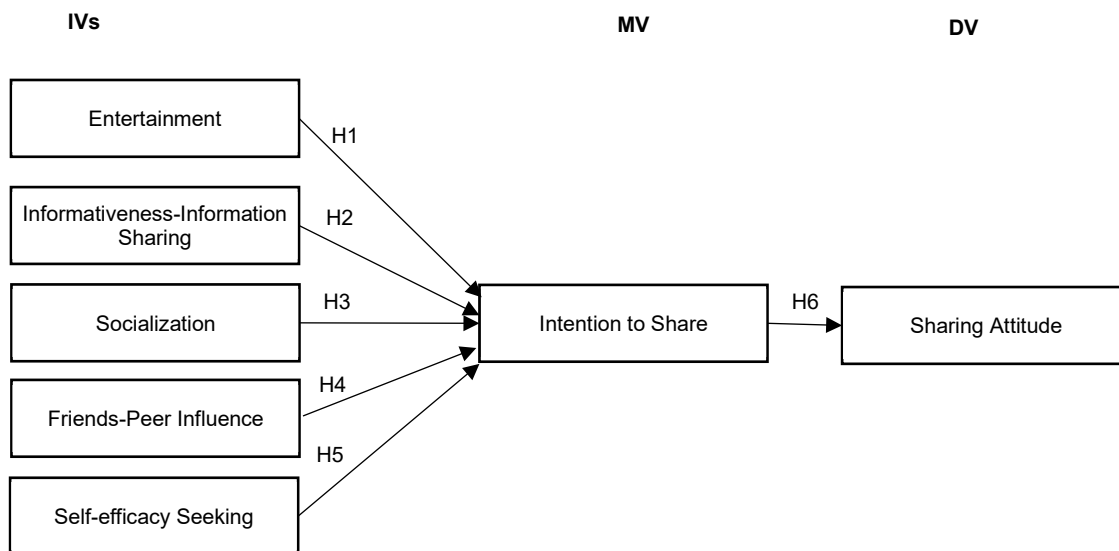 IVs
MV
DV
Entertainment
H1
Informativeness-Information
Sharing
H2
Socialization
H3
Intention to Share
H6
Sharing Attitude
Friends-Peer Influence
H4
H5
Self-efficacy Seeking